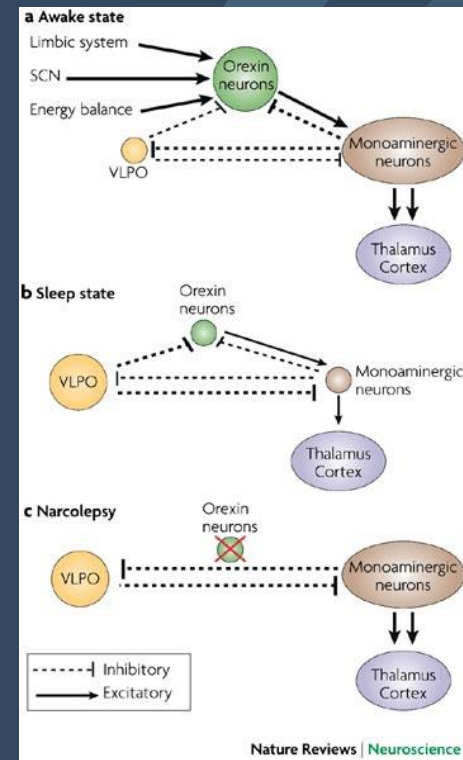 a Awake state
Limbic system
SCN
Energy balance
Orexin
neurons
VLPO
Monoaminergic
neurons
Thalamus
Cortex
b Sleep state
Orexin
neurons
VLPO
Monoaminergic
neurons
Thalamus
Cortex
c Narcolepsy
Orexin
neurons
VLPO
Monoaminergic
neurons
Thalamus
Cortex
Inhibitory
Excitatory
Nature Reviews | Neuroscience